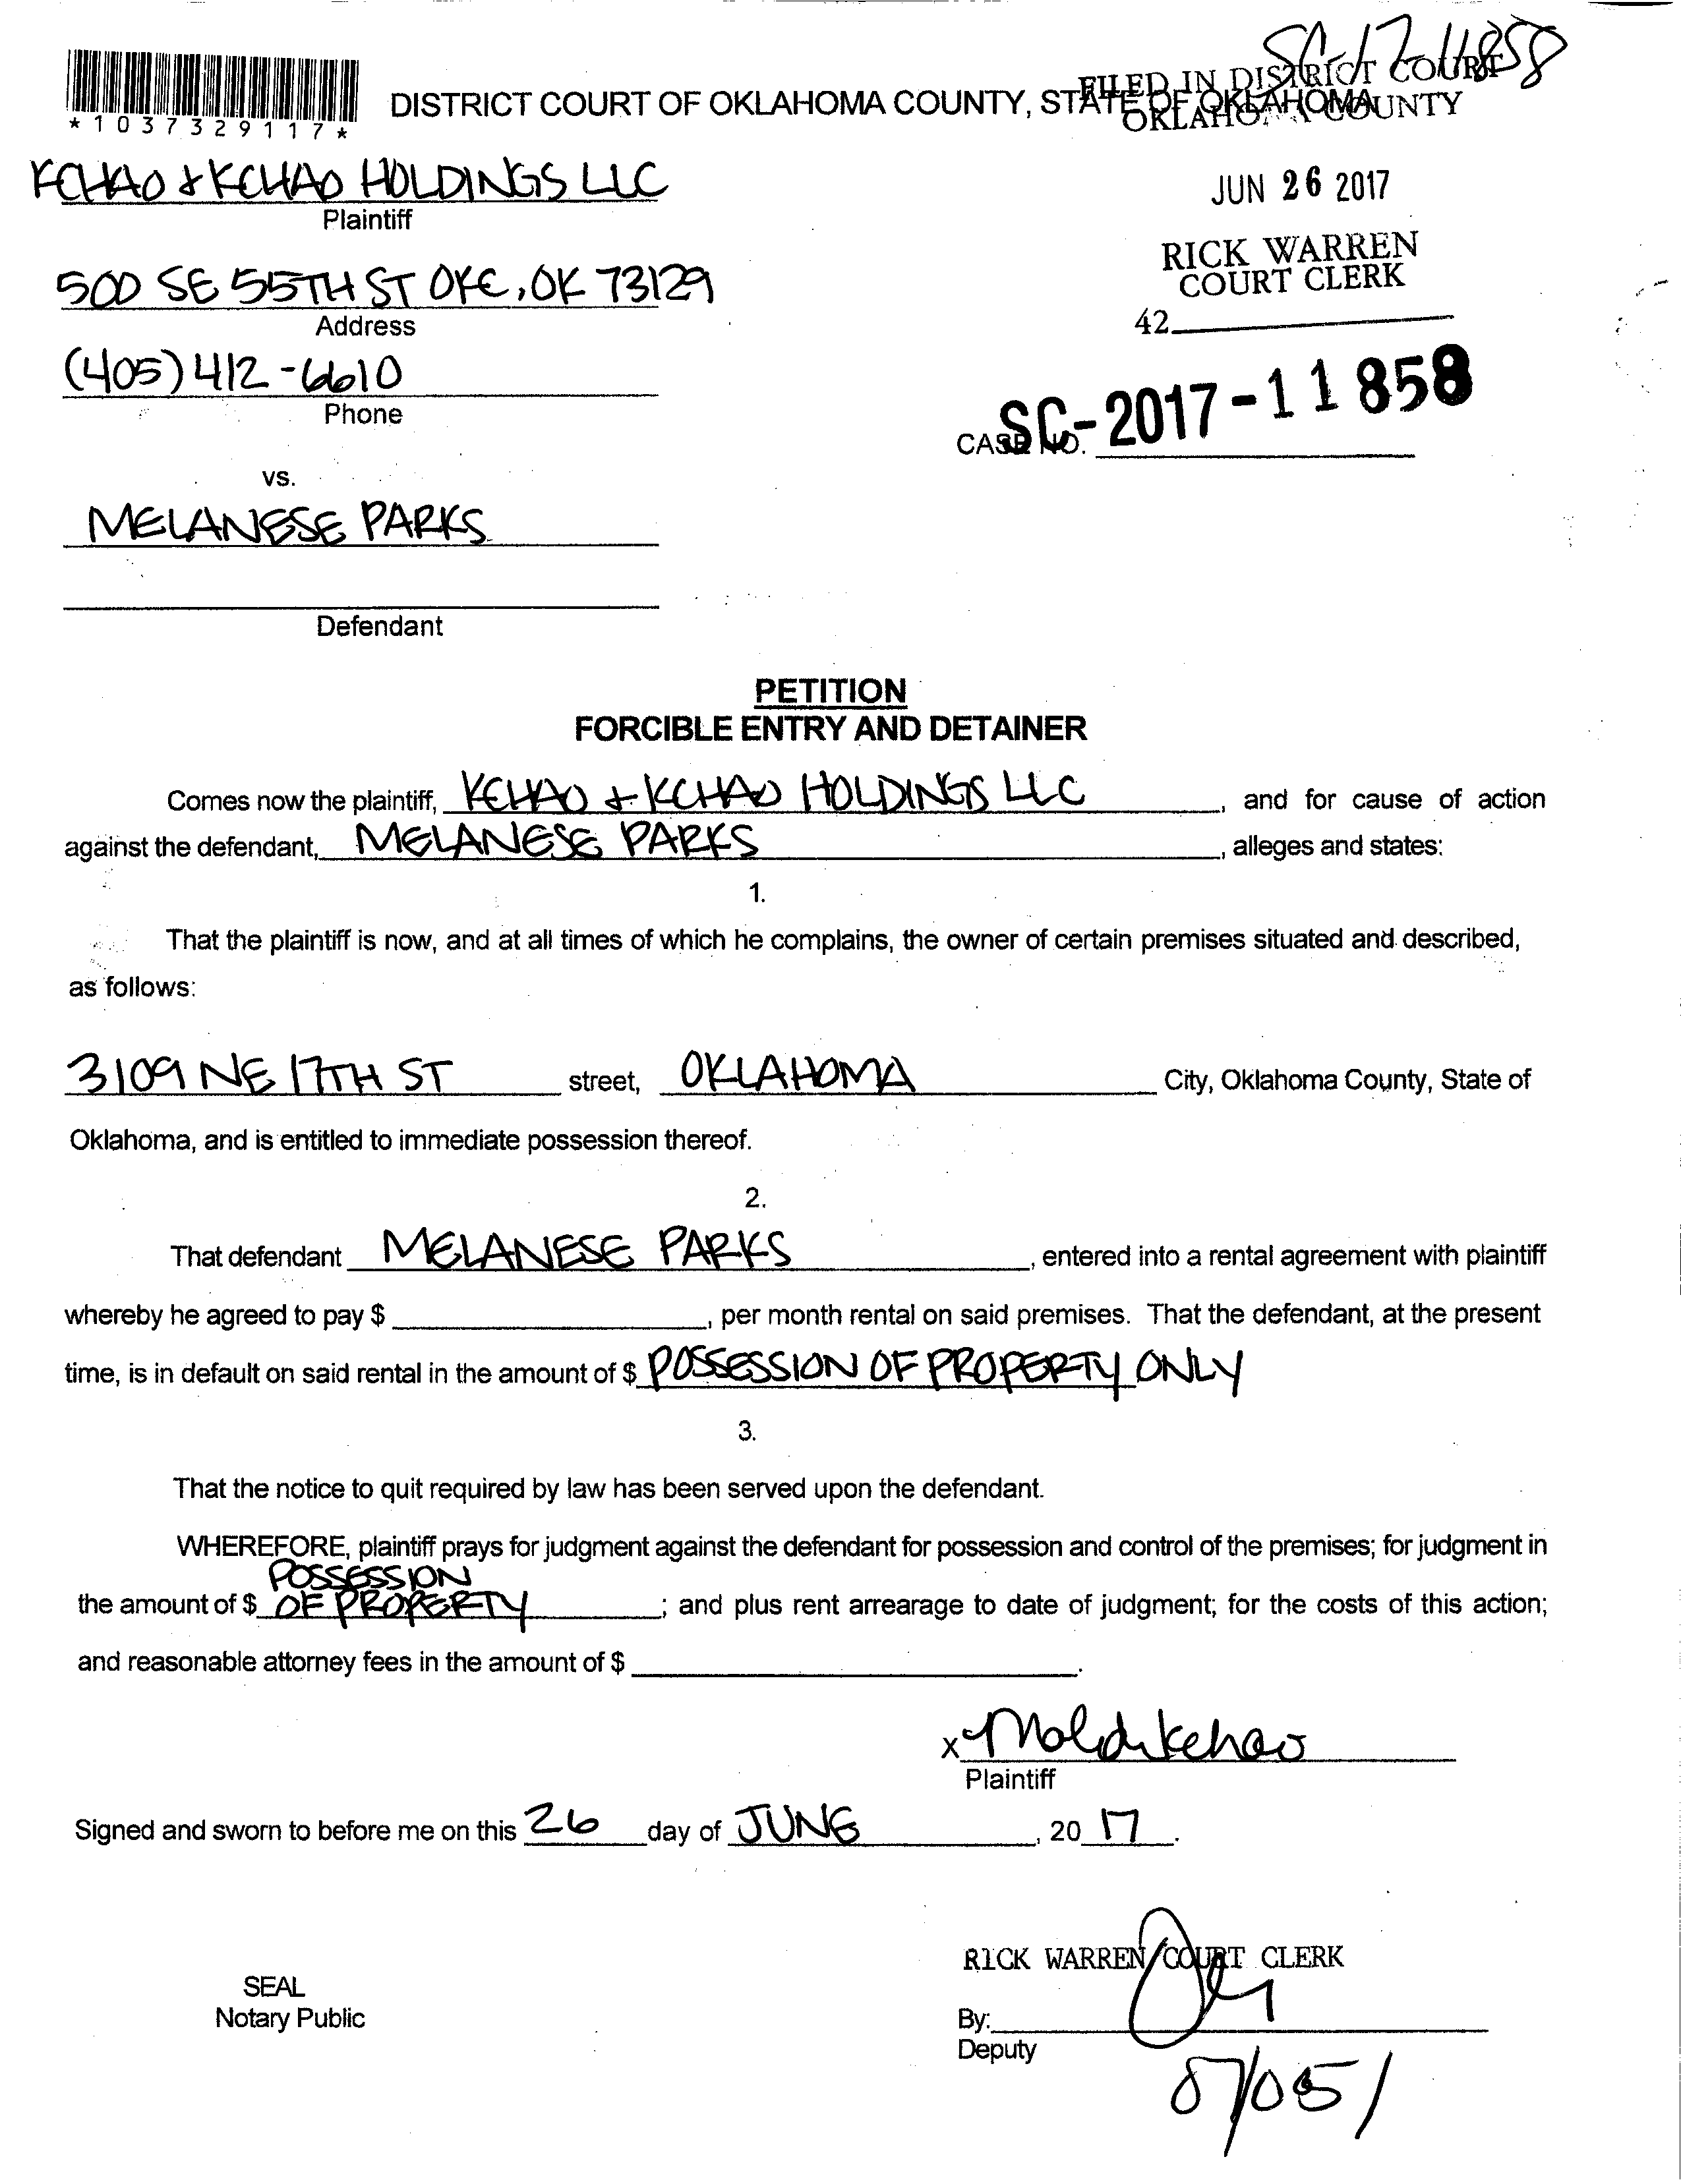 SC-17-11858
FILED IN DISTRICT COURT
DISTRICT COURT OF OKLAHOMA COUNTY, STATE OF OKLAHOMA
OKLAHOMA COUNTY
*1037329117*
KCHAO & KCHAO HOLDINGS LLC
Plaintiff
JUN 26 2017
RICK WARREN
COURT CLERK
500 SE 55TH ST OKC, OK 73129
Address
42
(405) 412-6610
Phone
CASE NO. SC-2017-11858
vs.
MELANESE PARKS
Defendant
PETITION
FORCIBLE ENTRY AND DETAINER
Comes now the plaintiff, KCHAO & KCHAO HOLDINGS LLC, and for cause of action
against the defendant, MELANESE PARKS, alleges and states:
1.
That the plaintiff is now, and at all times of which he complains, the owner of certain premises situated and described,
as follows:
3109 NE 17TH ST street, OKLAHOMA City, Oklahoma County, State of
Oklahoma, and is entitled to immediate possession thereof.
2.
That defendant MELANESE PARKS, entered into a rental agreement with plaintiff
whereby he agreed to pay $ , per month rental on said premises. That the defendant, at the present
time, is in default on said rental in the amount of $ POSSESSION OF PROPERTY ONLY
3.
That the notice to quit required by law has been served upon the defendant.
WHEREFORE, plaintiff prays for judgment against the defendant for possession and control of the premises; for judgment in
POSSESSION
the amount of $ OF PROPERTY ; and plus rent arrearage to date of judgment; for the costs of this action;
and reasonable attorney fees in the amount of $ .
x
Plaintiff
Signed and sworn to before me on this 26 day of JUNE, 20 17.
RICK WARREN COURT CLERK
SEAL
Notary Public
By:
Deputy